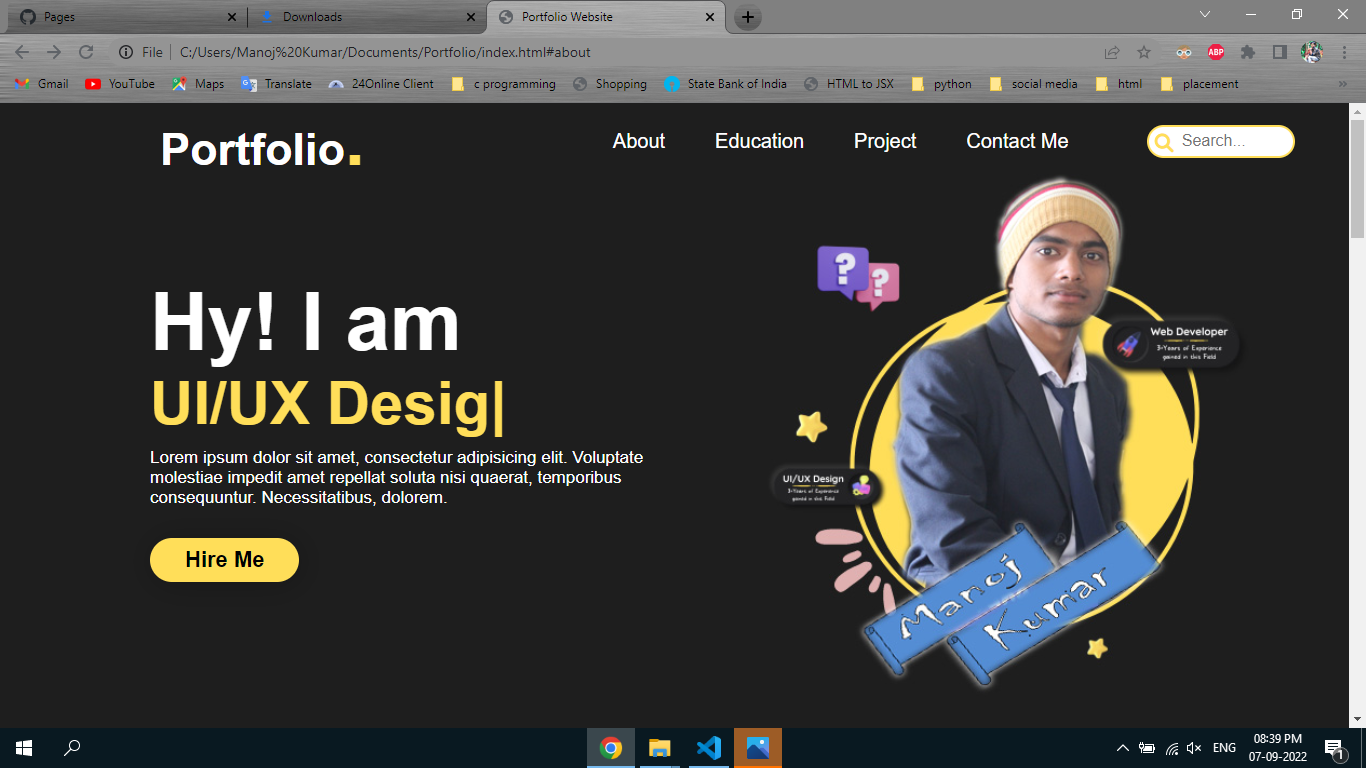 Pages
Downloads
Portfolio Website
File
C:/Users/Manoj%20Kumar/Documents/Portfolio/index.html#about
ABP
Gmail
YouTube
Maps
Translate
24Online Client
c programming
Shopping
State Bank of India
HTML to JSX
python
social media
html
placement
Portfolio.
About
Education
Project
Contact Me
Search...
? ?
Hy! I am
UI/UX Desig|
Lorem ipsum dolor sit amet, consectetur adipisicing elit. Voluptate
molestiae impedit amet repellat soluta nisi quaerat, temporibus
consequuntur. Necessitatibus, dolorem.
Hire Me
Web Developer
3+Years of Experience
gained in this Field
UI/UX Design
3+Years of Experience
gained in this Field
Manoj
Kumar
ENG
08:39 PM
07-09-2022
1